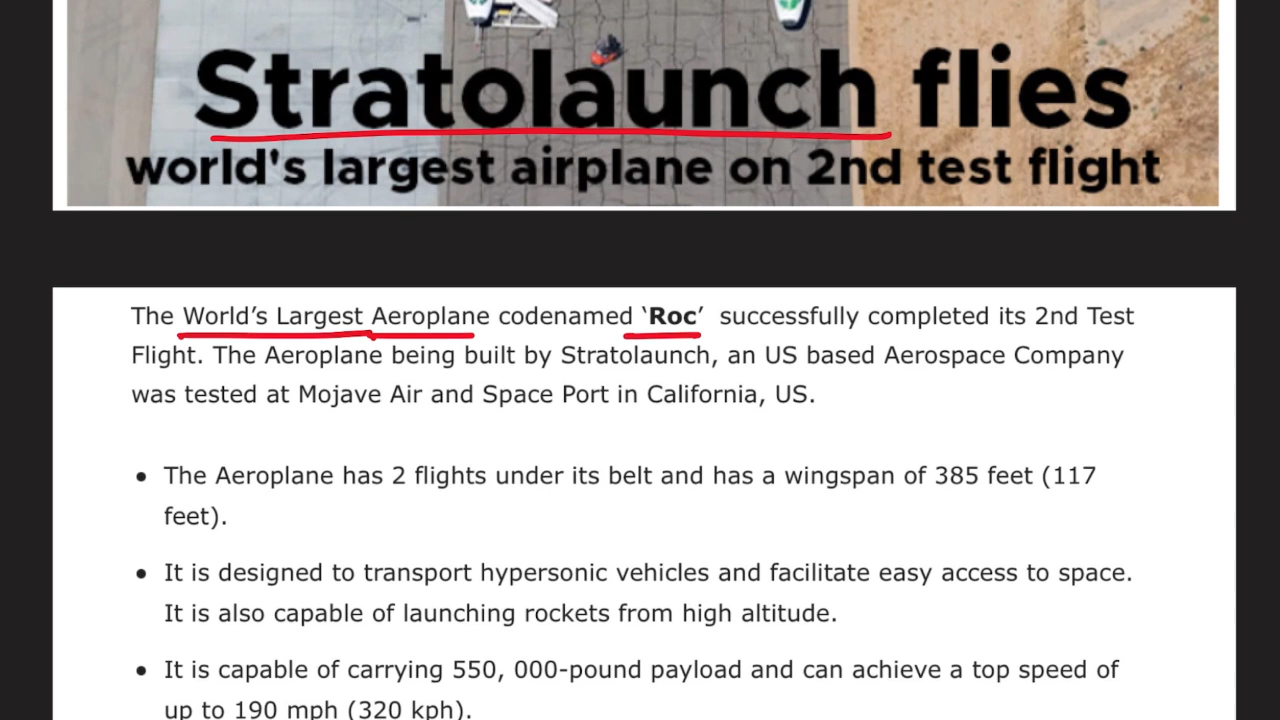 Stratolaunch flies
world's largest airplane on 2nd test flight
The World’s Largest Aeroplane codenamed ‘Roc’ successfully completed its 2nd Test
Flight. The Aeroplane being built by Stratolaunch, an US based Aerospace Company
was tested at Mojave Air and Space Port in California, US.
• The Aeroplane has 2 flights under its belt and has a wingspan of 385 feet (117
feet).
• It is designed to transport hypersonic vehicles and facilitate easy access to space.
It is also capable of launching rockets from high altitude.
• It is capable of carrying 550, 000-pound payload and can achieve a top speed of
up to 190 mph (320 kph).